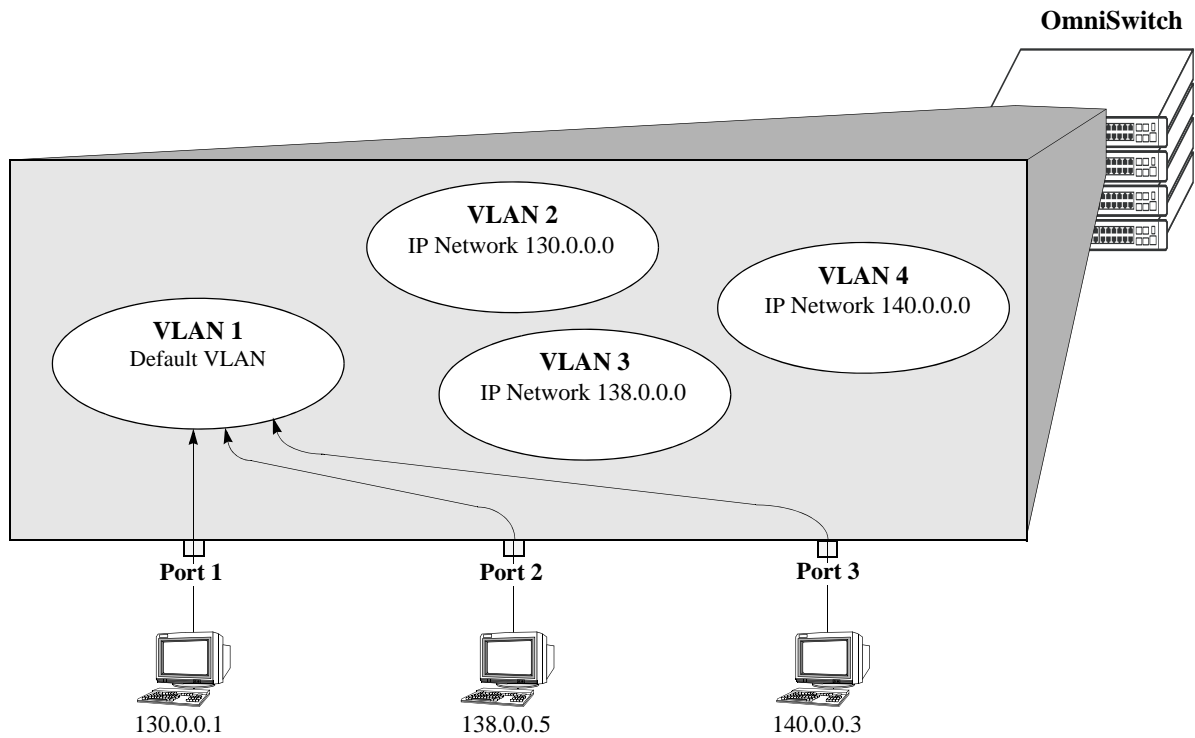 OmniSwitch
VLAN 2
IP Network 130.0.0.0
VLAN 4
IP Network 140.0.0.0
VLAN 1
Default VLAN
VLAN 3
IP Network 138.0.0.0
Port 1
Port 2
Port 3
130.0.0.1
138.0.0.5
140.0.0.3